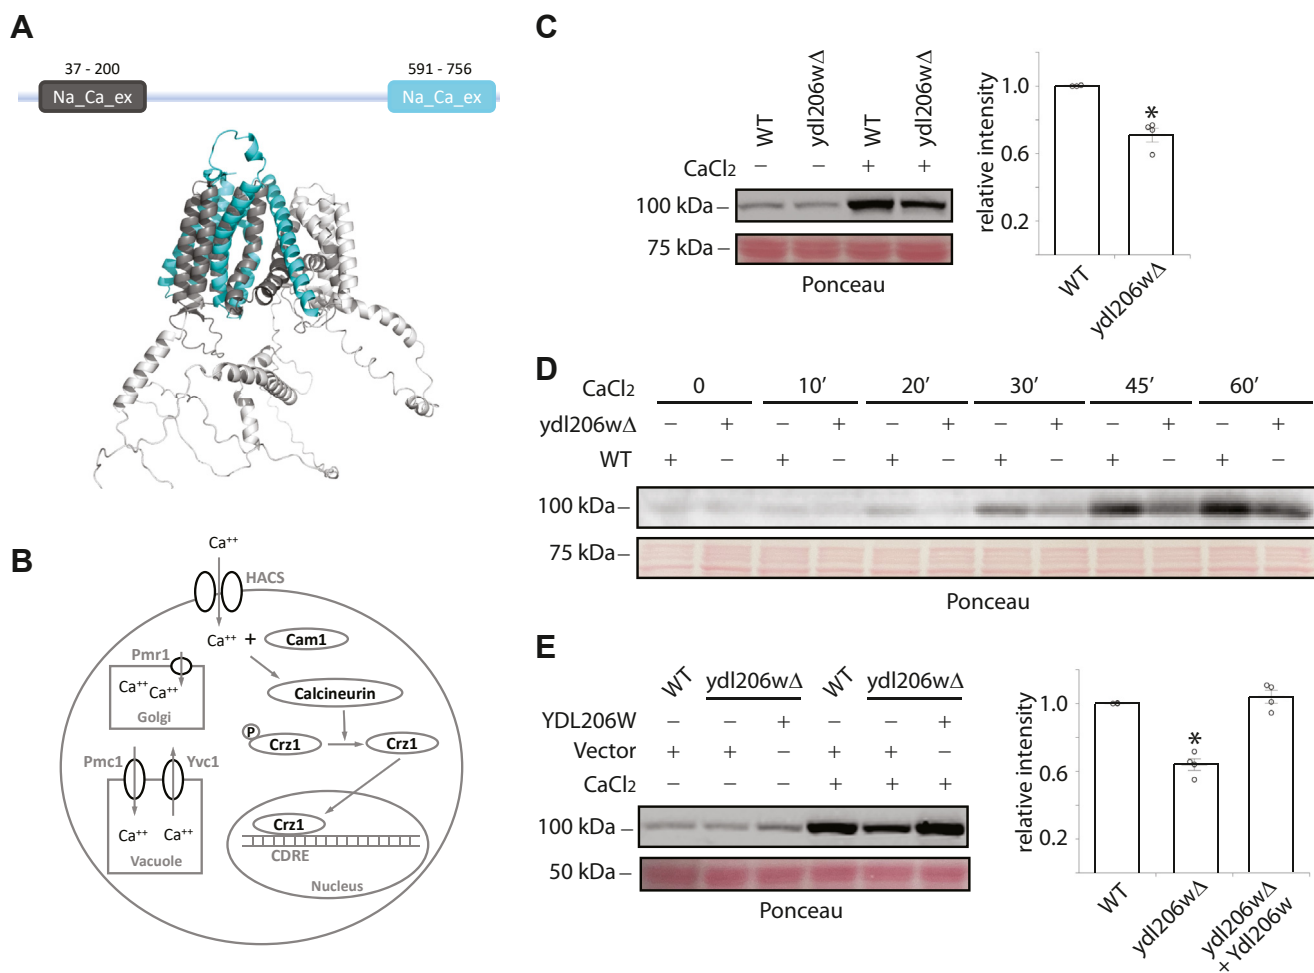 A
37 - 200
591 - 756
Na_Ca_ex
Na_Ca_ex
B
Ca++
HACS
Ca++ + Cam1
Pmr1
Ca++ Ca++
Golgi
Calcineurin
P
Crz1
Crz1
Pmc1
Yvc1
Ca++
Ca++
Vacuole
Crz1
CDRE
Nucleus
C
WT
ydl206wΔ
WT
ydl206wΔ
CaCl2 – – + +
100 kDa –
75 kDa –
Ponceau
relative intensity
1.0
0.6
0.2
*
WT
ydl206wΔ
D
CaCl2 0 10′ 20′ 30′ 45′ 60′
ydl206wΔ – + – + – + – + – + – +
WT + – + – + – + – + – + –
100 kDa –
75 kDa –
Ponceau
E
WT ydl206wΔ WT ydl206wΔ
YDL206W – – + – – +
Vector + + – + + –
CaCl2 – – – + + +
100 kDa –
50 kDa –
Ponceau
relative intensity
1.0
0.6
0.2
*
WT
ydl206wΔ
ydl206wΔ
+ Ydl206w